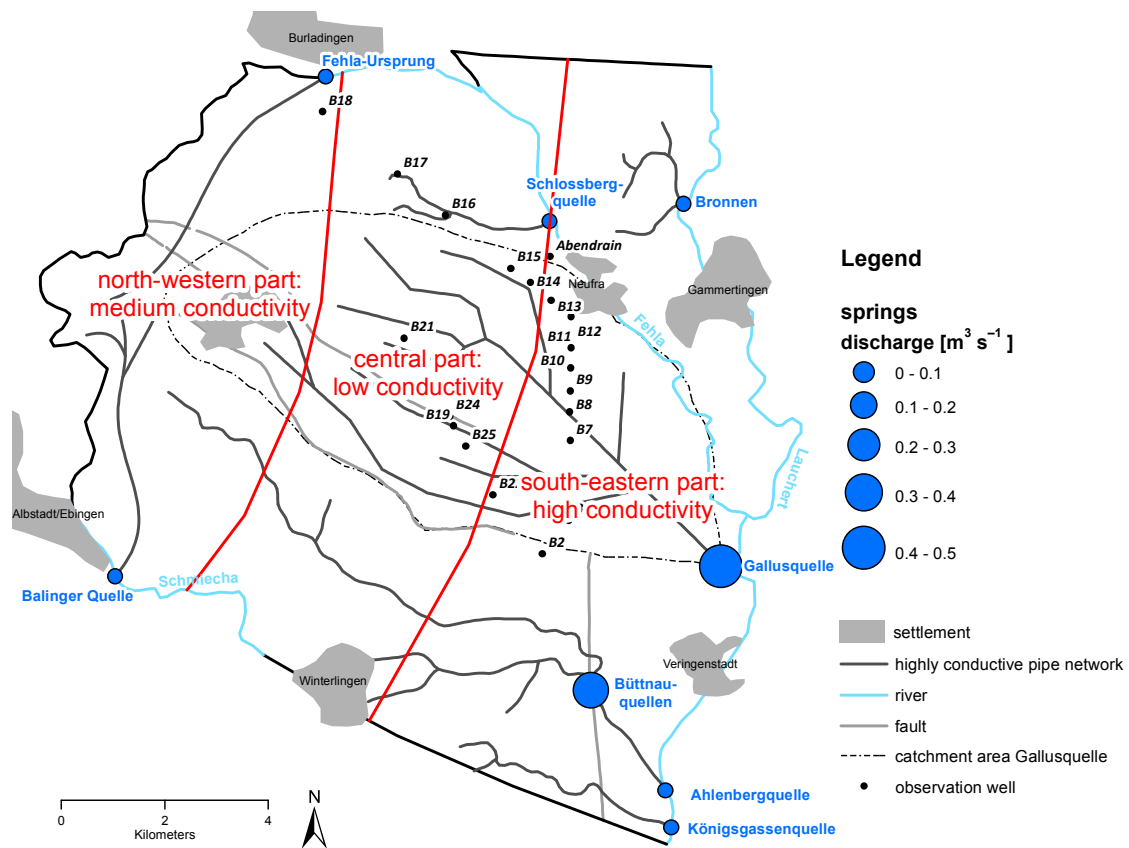 Burladingen
Fehla-Ursprung
B18
B17
B16
Schlossberg-
quelle
Bronnen
Abendrain
B15
B14
Neufra
Gammertingen
B13
B12
B11
B10
B9
B8
B7
Fehla
Lauchert
north-western part:
medium conductivity
B21
central part:
low conductivity
B24
B19
B25
B2
south-eastern part:
high conductivity
B2
Albstadt/Ebingen
Balinger Quelle
Schmiecha
Gallusquelle
Winterlingen
Veringenstadt
Büttnau-
quellen
Ahlenbergquelle
Königsgassenquelle
0 2 4
Kilometers
N
Legend
springs
discharge [m³ s⁻¹ ]
0 - 0.1
0.1 - 0.2
0.2 - 0.3
0.3 - 0.4
0.4 - 0.5
settlement
highly conductive pipe network
river
fault
catchment area Gallusquelle
observation well